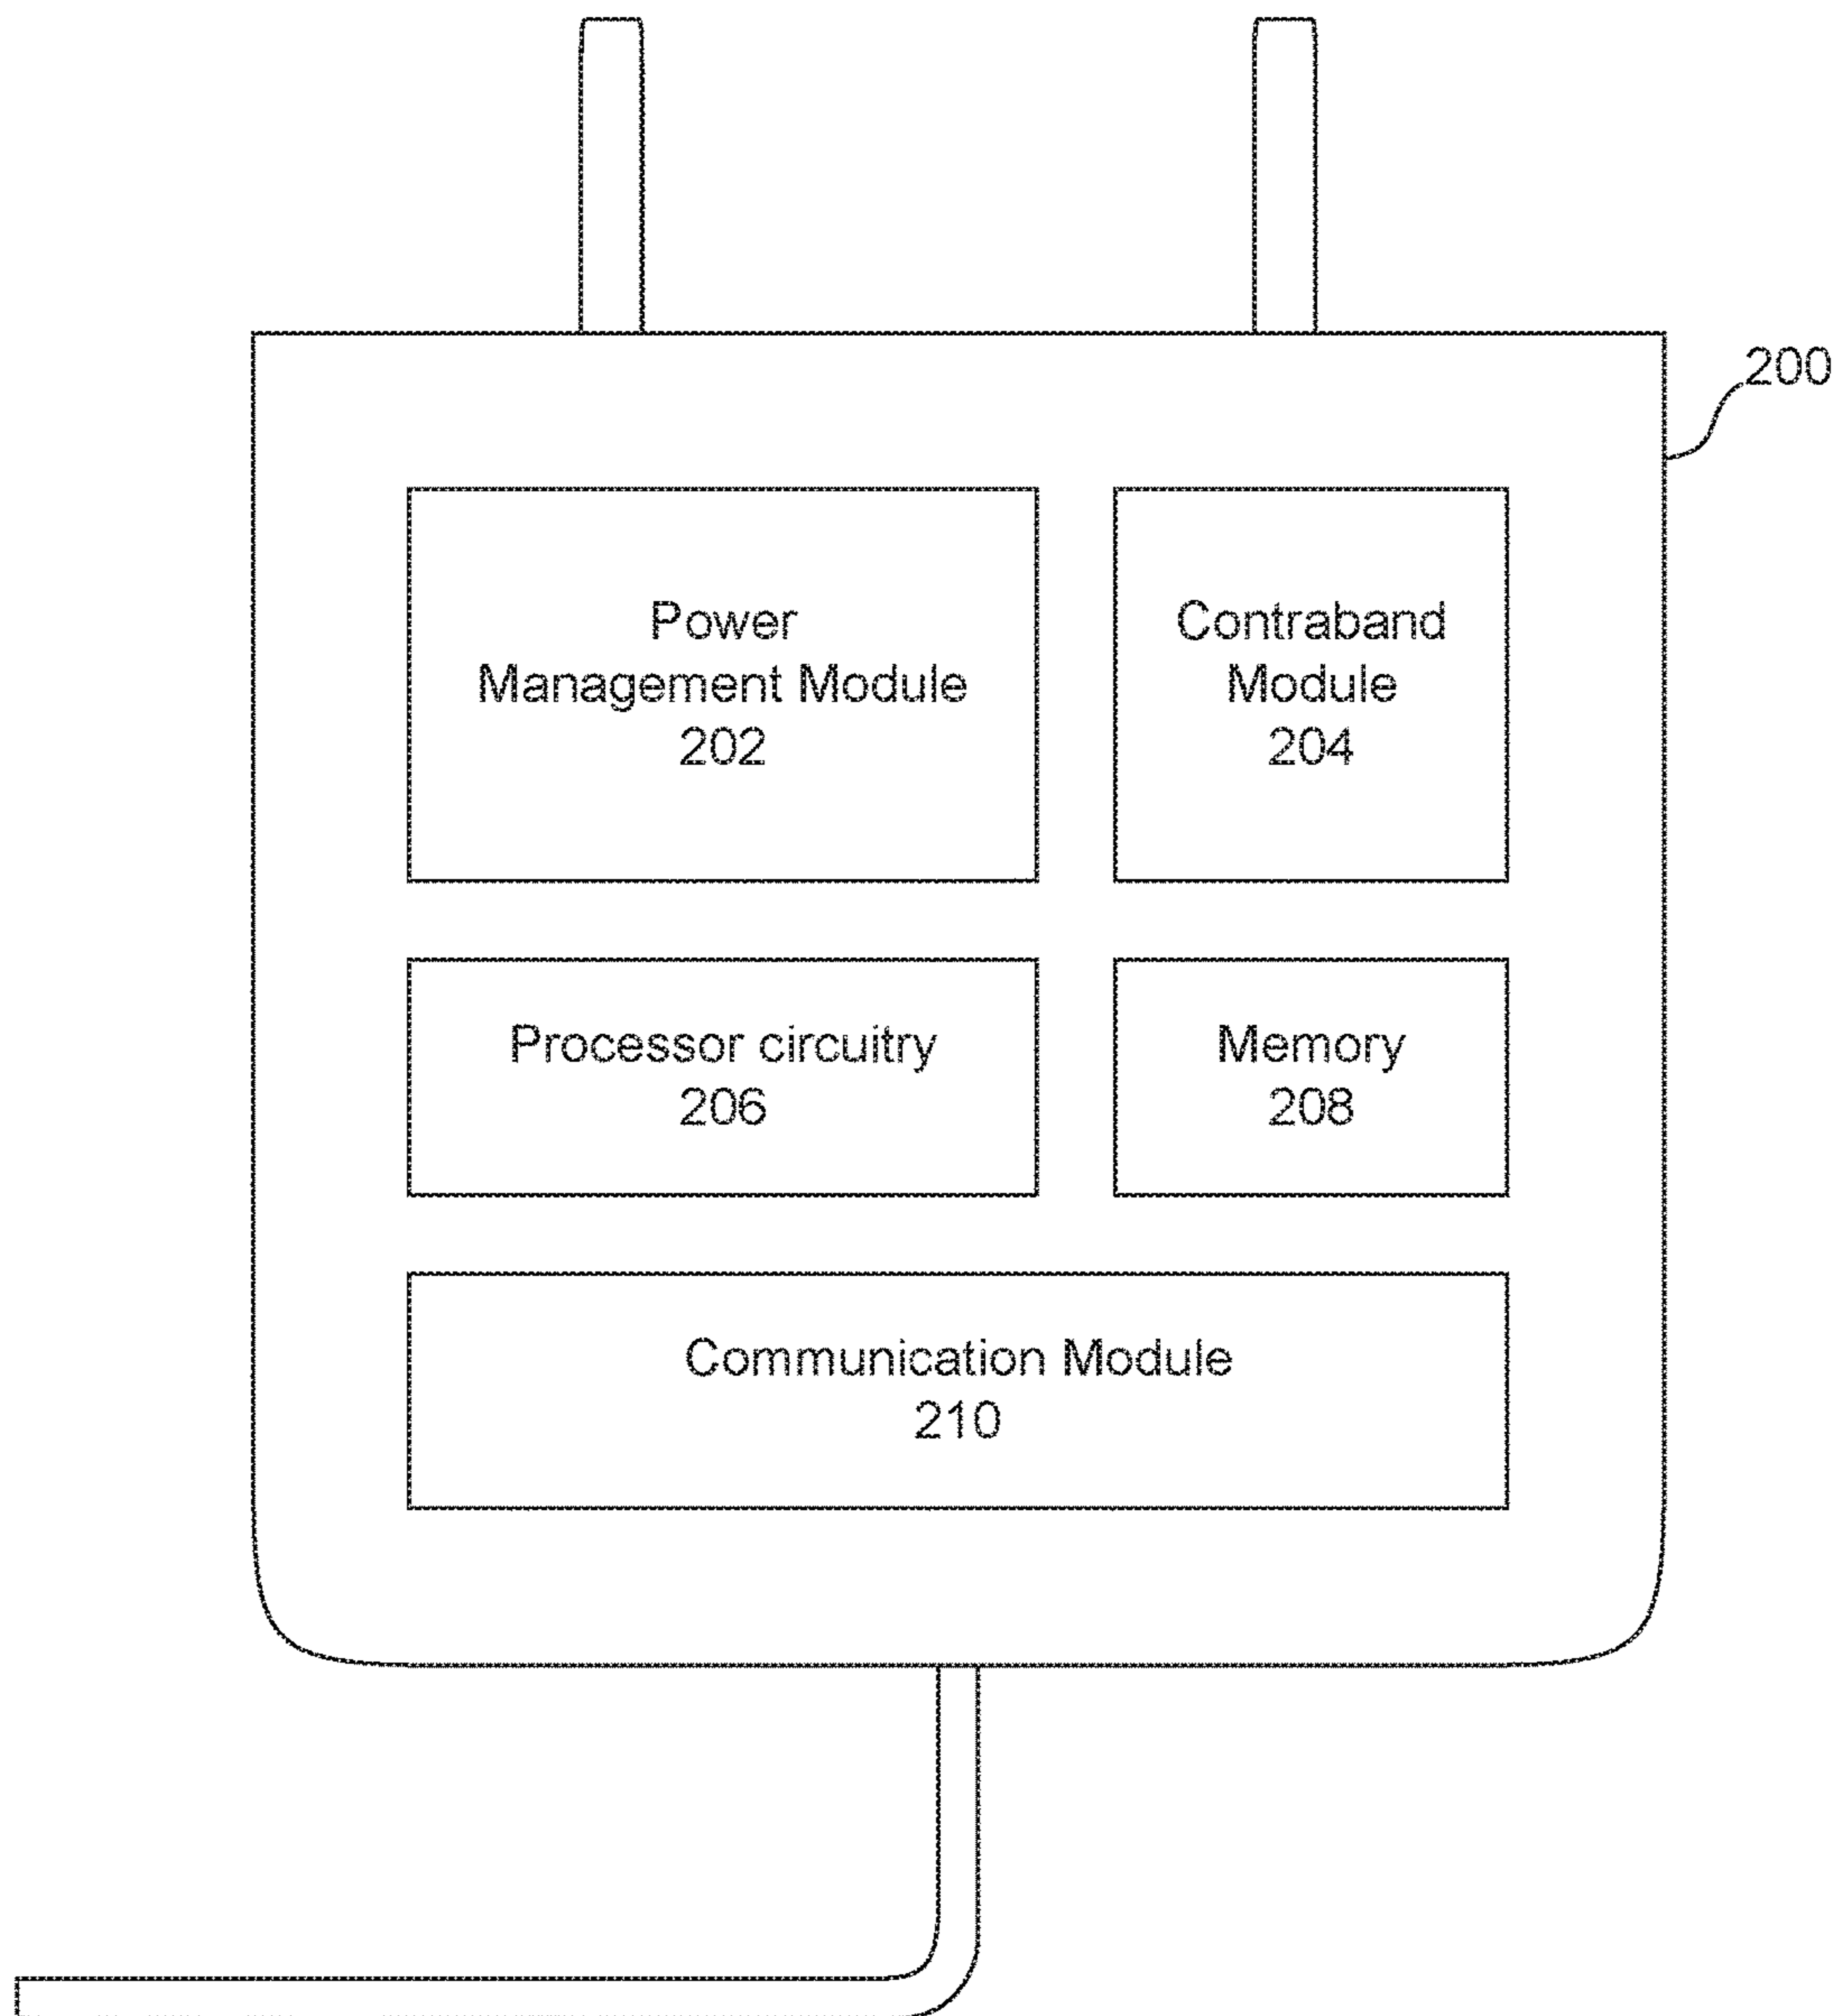 200
Power
Management Module
202
Contraband
Module
204
Processor circuitry
206
Memory
208
Communication Module
210